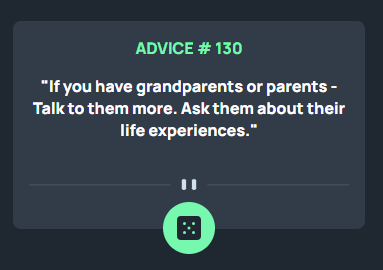 ADVICE # 130
"If you have grandparents or parents -
Talk to them more. Ask them about their
life experiences."